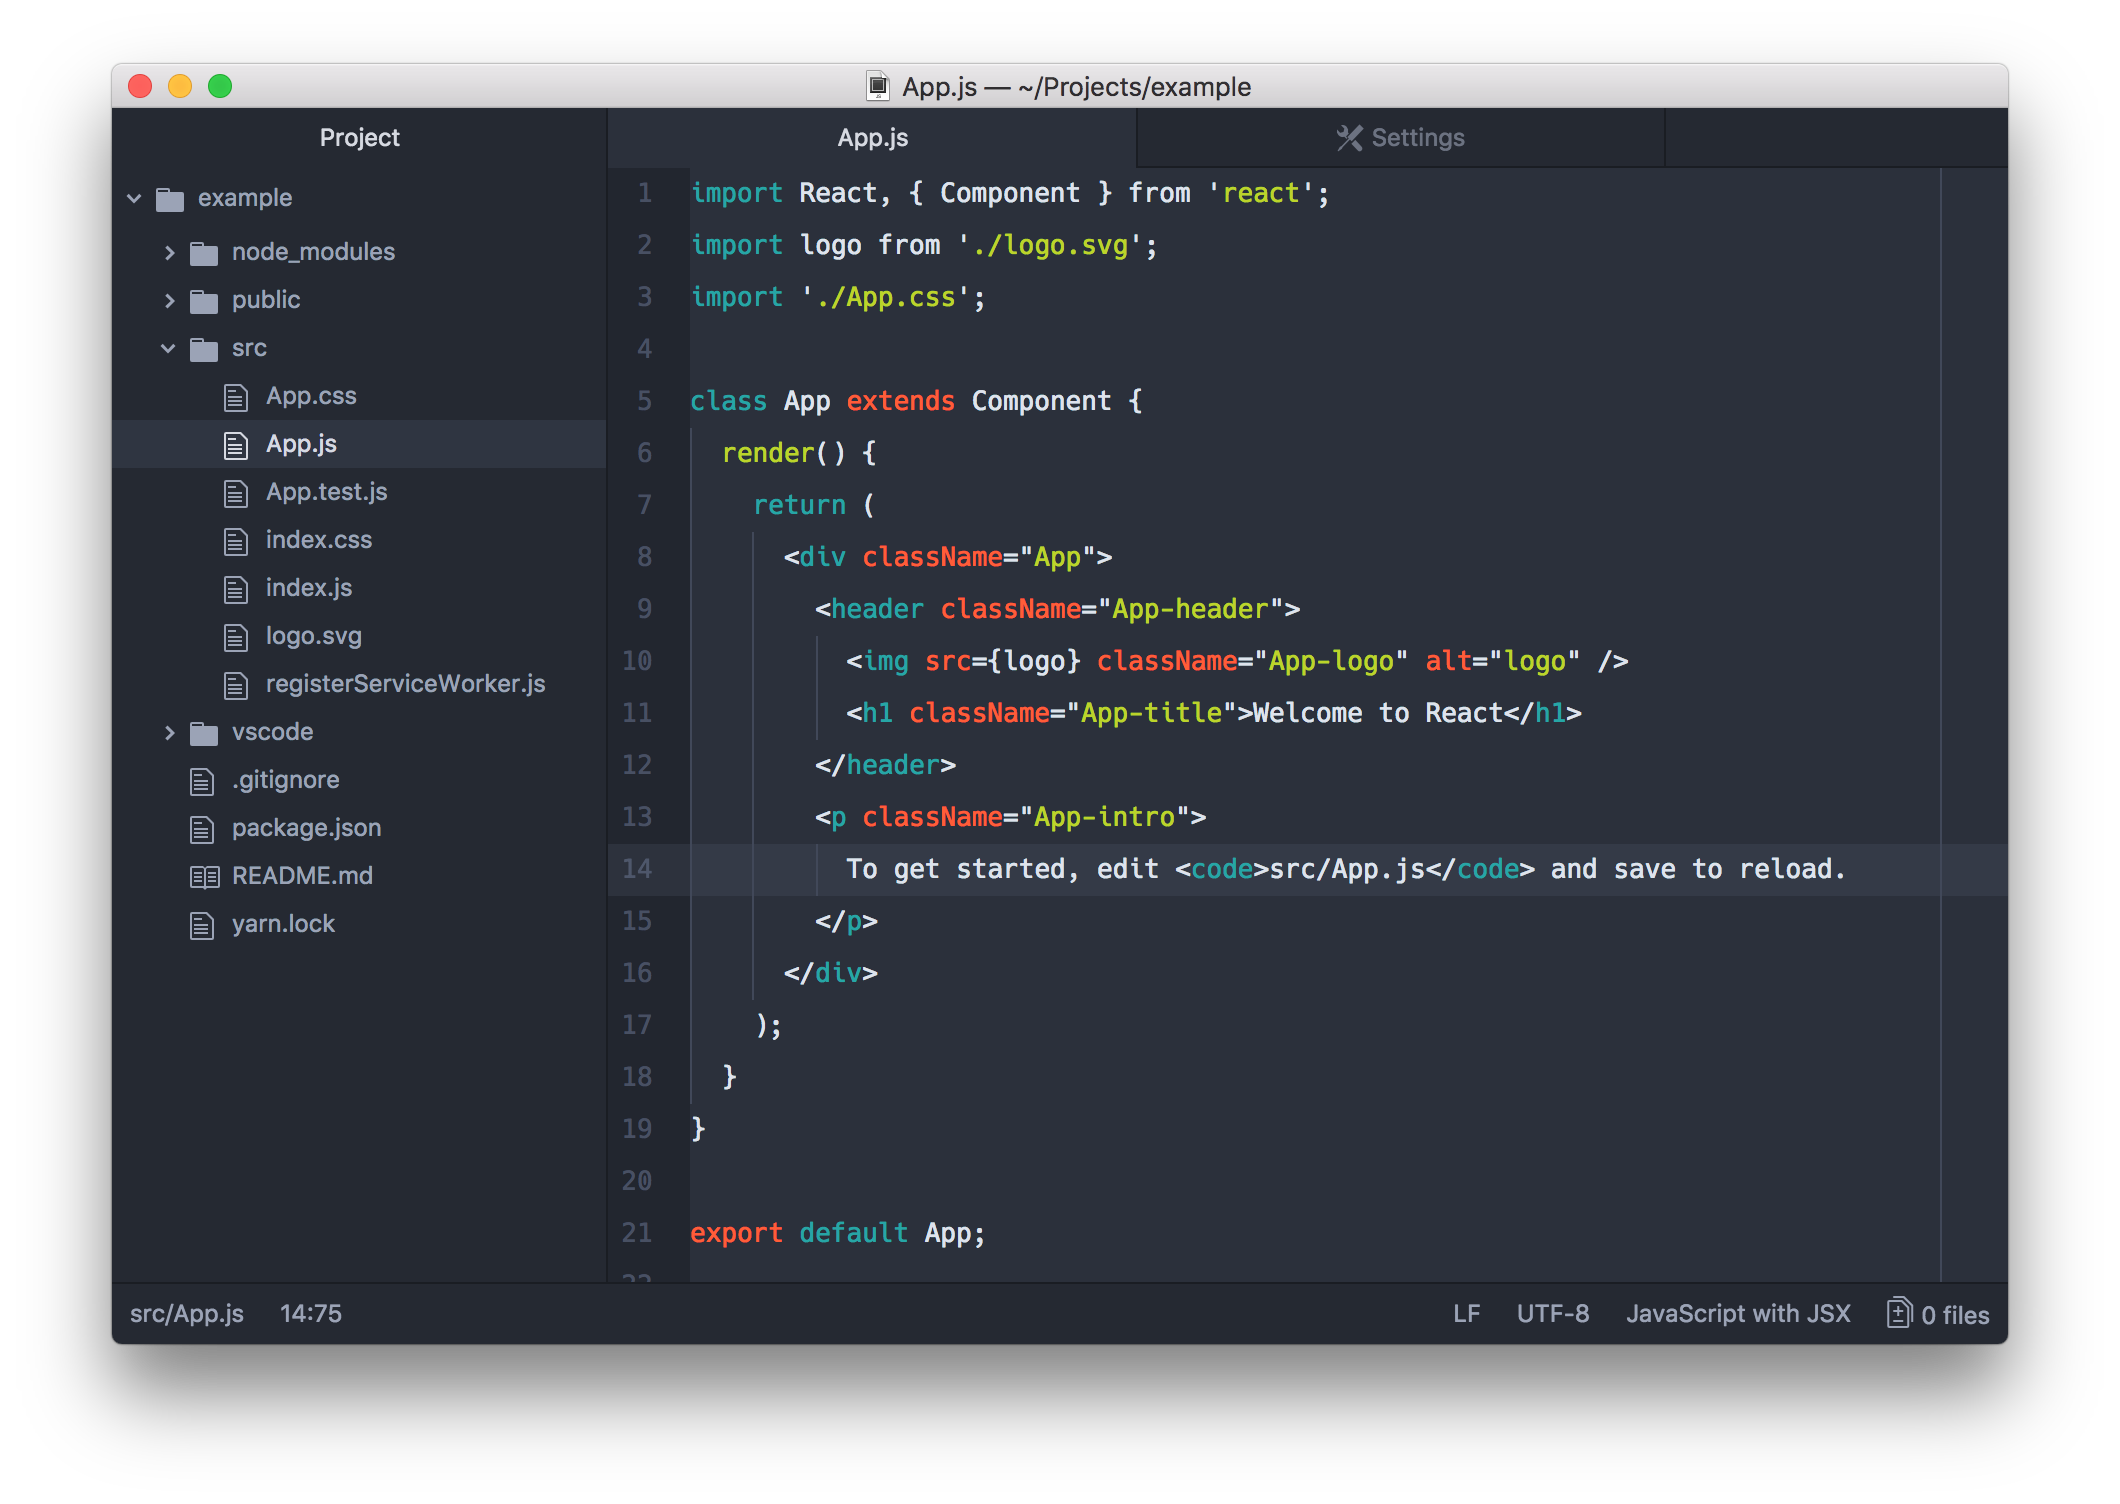 App.js — ~/Projects/example
Project
App.js
Settings
example
node_modules
public
src
App.css
App.js
App.test.js
index.css
index.js
logo.svg
registerServiceWorker.js
vscode
.gitignore
package.json
README.md
yarn.lock
1 import React, { Component } from 'react';
2 import logo from './logo.svg';
3 import './App.css';
4
5 class App extends Component {
6   render() {
7     return (
8       <div className="App">
9         <header className="App-header">
10           <img src={logo} className="App-logo" alt="logo" />
11           <h1 className="App-title">Welcome to React</h1>
12         </header>
13         <p className="App-intro">
14           To get started, edit <code>src/App.js</code> and save to reload.
15         </p>
16       </div>
17     );
18   }
19 }
20
21 export default App;
src/App.js 14:75
LF UTF-8 JavaScript with JSX 0 files